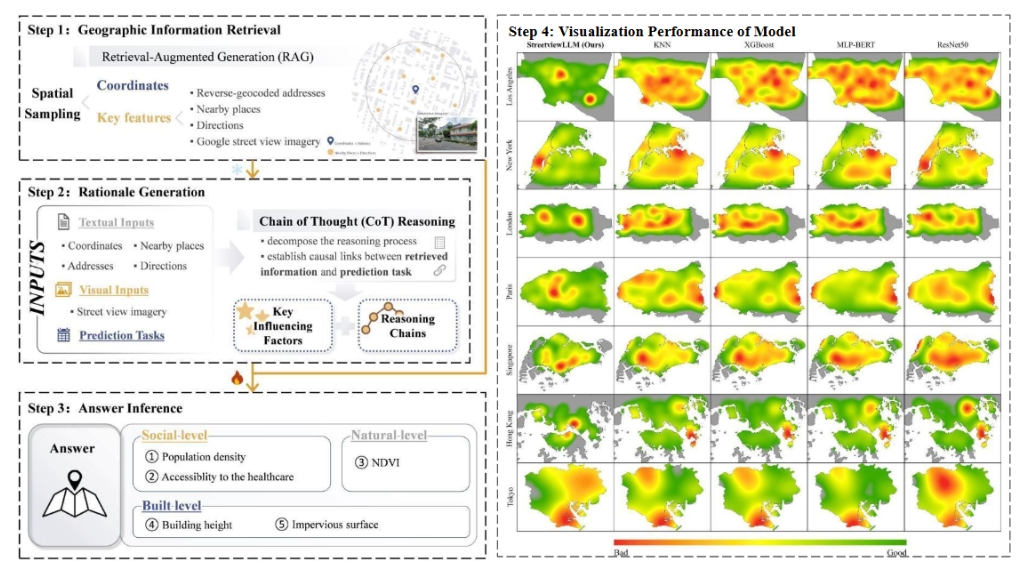 Step 1：Geographic Information Retrieval
Retrieval-Augmented Generation (RAG)
Spatial Sampling
Coordinates
Key features
▪ Reverse-geocoded addresses
▪ Nearby places
▪ Directions
▪ Google street view imagery
Step 2：Rationale Generation
INPUTS
Textual Inputs
▪ Coordinates ▪ Nearby places
▪ Addresses ▪ Directions
Visual Inputs
▪ Street view imagery
Prediction Tasks
Chain of Thought (CoT) Reasoning
▪ decompose the reasoning process
▪ establish causal links between retrieved
information and prediction task
Key
Influencing
Factors
Reasoning
Chains
Step 3：Answer Inference
Answer
Social-level
① Population density
② Accessibliy to the healthcare
Natural-level
③ NDVI
Built-level
④ Building height ⑤ Impervious surface
Step 4: Visualization Performance of Model
StreetviewLLM (Ours) KNN XGBoost MLP-BERT ResNet50
Los Angeles
New York
London
Paris
Singapore
Hong Kong
Tokyo
Bad Good